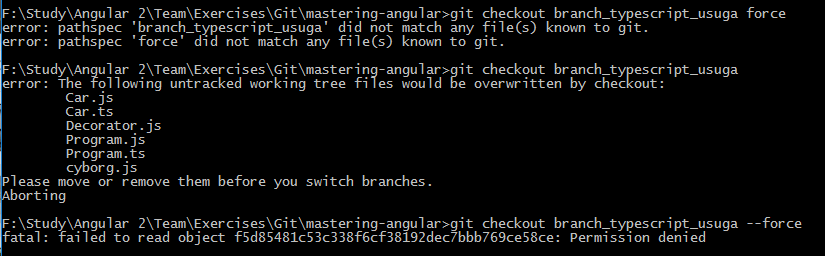 F:\Study\Angular 2\Team\Exercises\Git\mastering-angular>git checkout branch_typescript_usuga force
error: pathspec 'branch_typescript_usuga' did not match any file(s) known to git.
error: pathspec 'force' did not match any file(s) known to git.
F:\Study\Angular 2\Team\Exercises\Git\mastering-angular>git checkout branch_typescript_usuga
error: The following untracked working tree files would be overwritten by checkout:
Car.js
Car.ts
Decorator.js
Program.js
Program.ts
cyborg.js
Please move or remove them before you switch branches.
Aborting
F:\Study\Angular 2\Team\Exercises\Git\mastering-angular>git checkout branch_typescript_usuga --force
fatal: failed to read object f5d85481c53c338f6cf38192dec7bbb769ce58ce: Permission denied